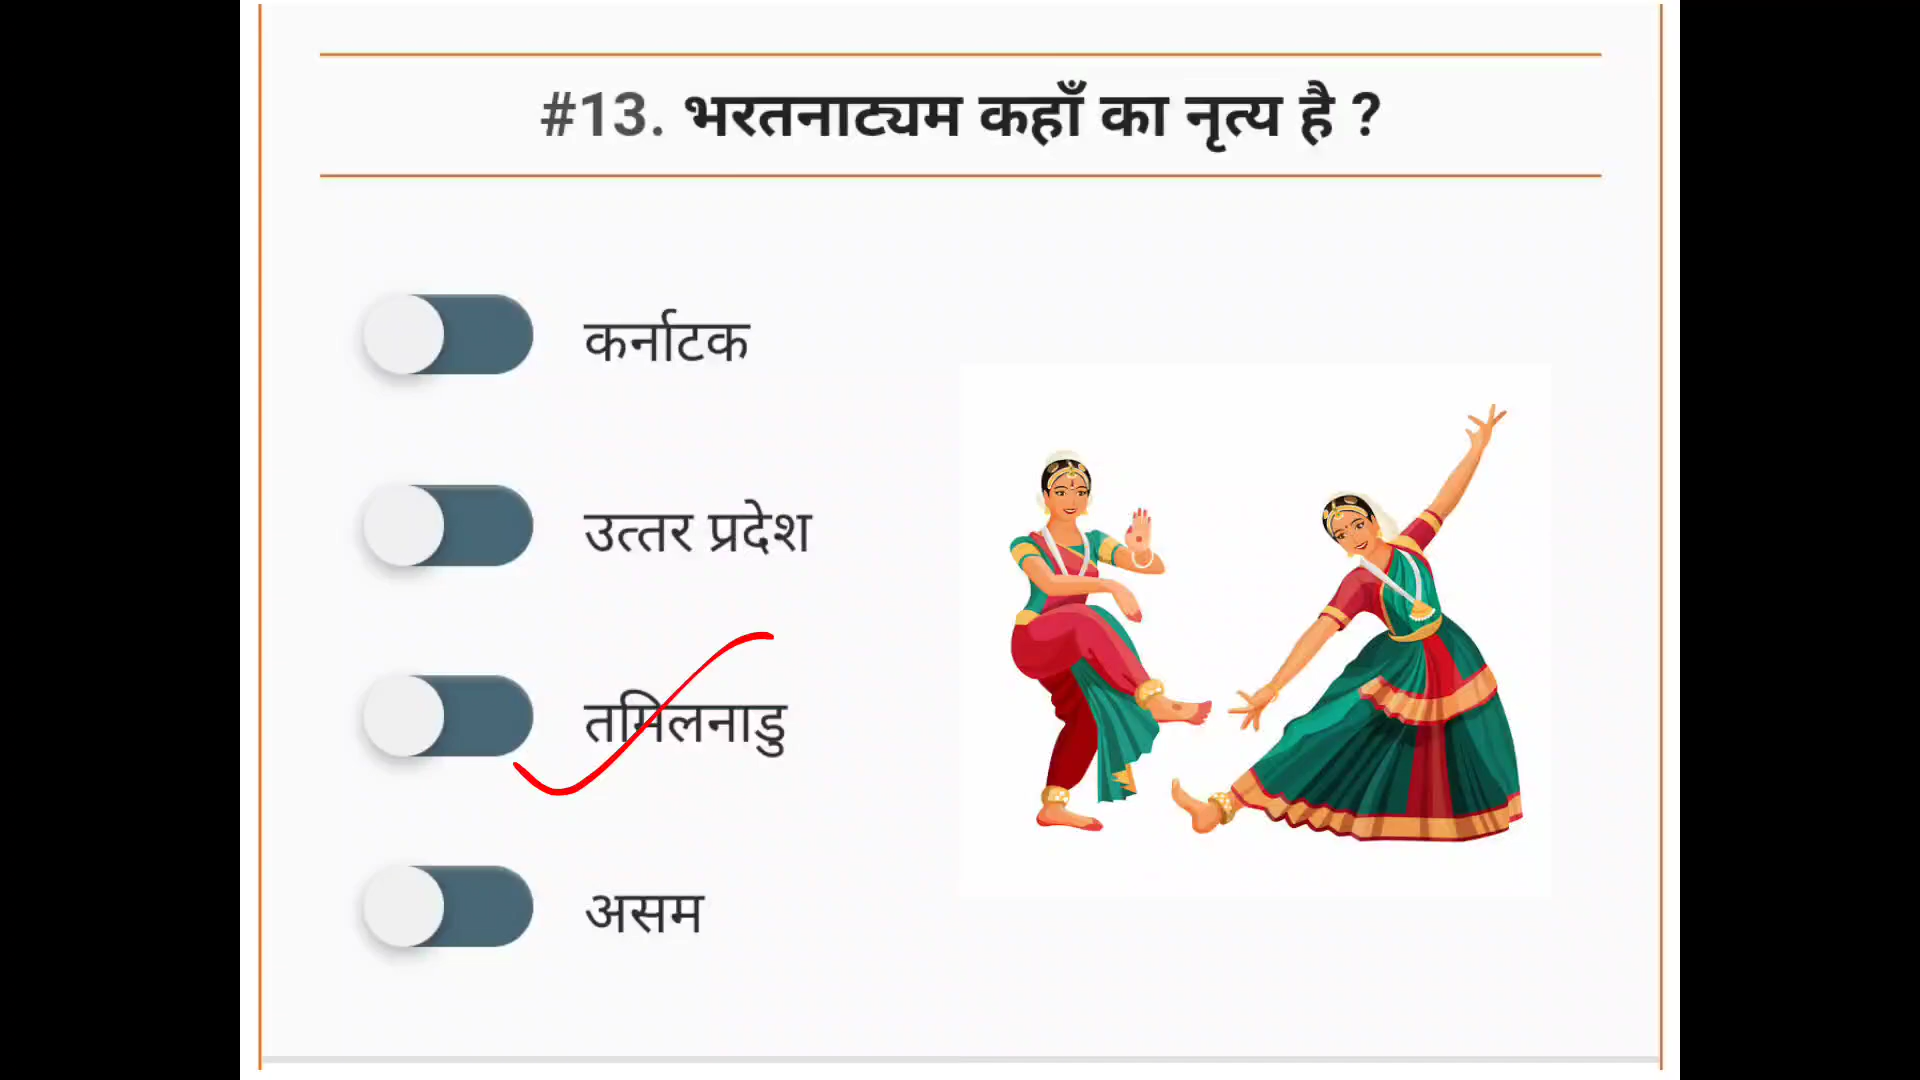 #13. भरतनाट्यम कहाँ का नृत्य है ?
कर्नाटक
उत्तर प्रदेश
तमिलनाडु
असम